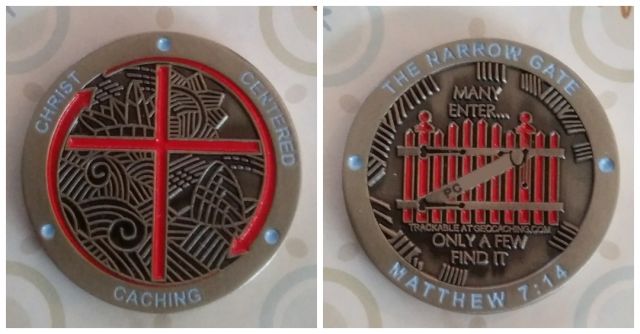 CHRIST
CENTERED
CACHING
THE NARROW GATE
MANY
ENTER...
PC
TRACKABLE AT GEOCACHING.COM
ONLY A FEW
FIND IT
MATTHEW 7:14